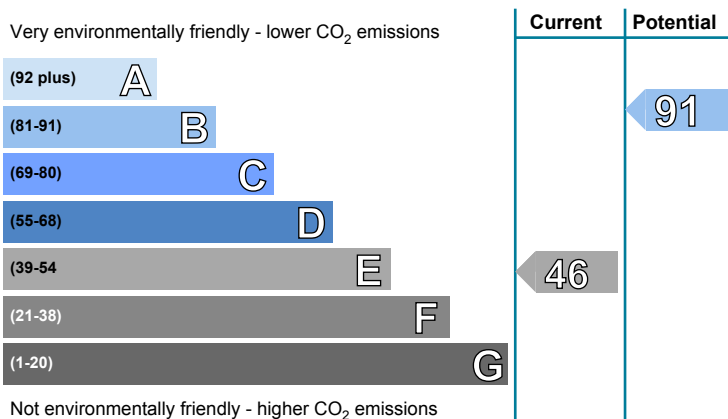 Current Potential
Very environmentally friendly - lower CO2 emissions
(92 plus) A
91
(81-91) B
(69-80) C
(55-68) D
(39-54 E
46
(21-38) F
(1-20) G
Not environmentally friendly - higher CO2 emissions